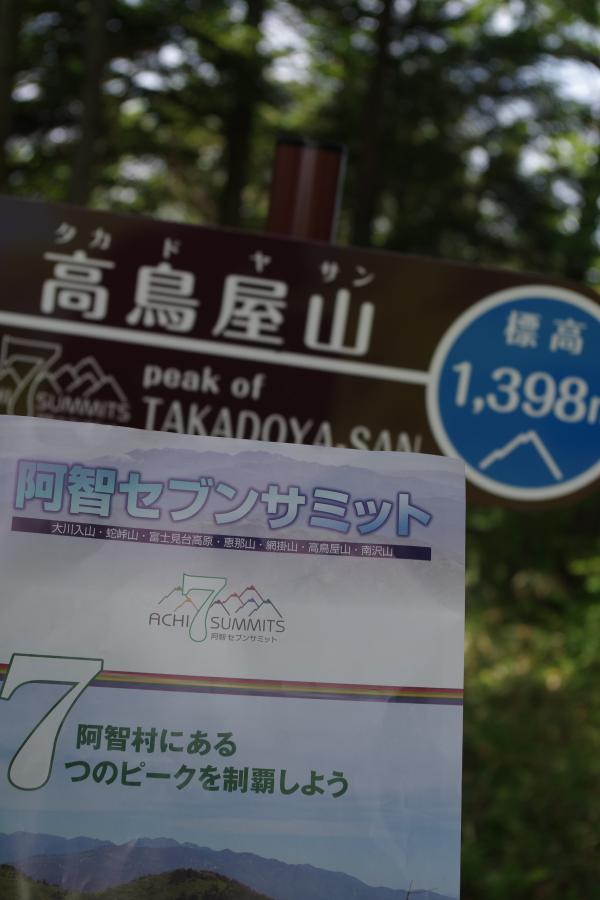 タカドヤサン
高鳥屋山
標高
1,398m
7
SUMMITS
peak of
TAKADOYA-SAN
阿智セブンサミット
大川入山・蛇峠山・富士見台高原・恵那山・網掛山・高鳥屋山・南沢山
ACHI 7 SUMMITS
阿智セブンサミット
阿智村にある
7つのピークを制覇しよう